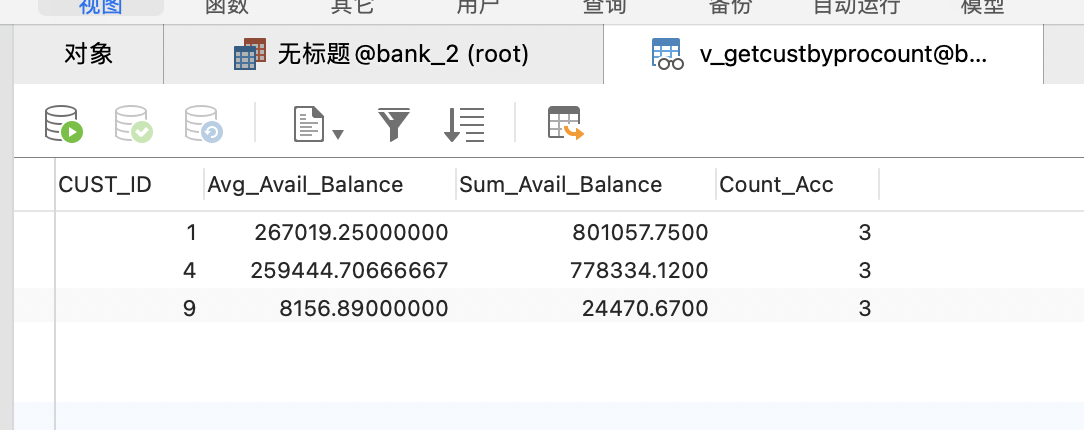 视图 函数 其它 用户 查询 备份 自动运行 模型
对象 无标题 @bank_2 (root) v_getcustbyprocount@b...
CUST_ID Avg_Avail_Balance Sum_Avail_Balance Count_Acc
1 267019.25000000 801057.7500 3
4 259444.70666667 778334.1200 3
9 8156.89000000 24470.6700 3